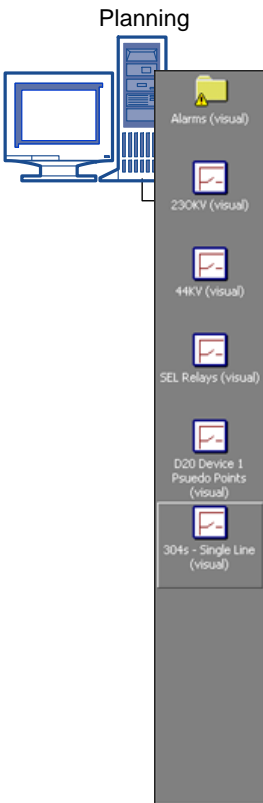 Planning
Alarms (visual)
230KV (visual)
44KV (visual)
SEL Relays (visual)
D20 Device 1
Psuedo Points
(visual)
304s - Single Line
(visual)